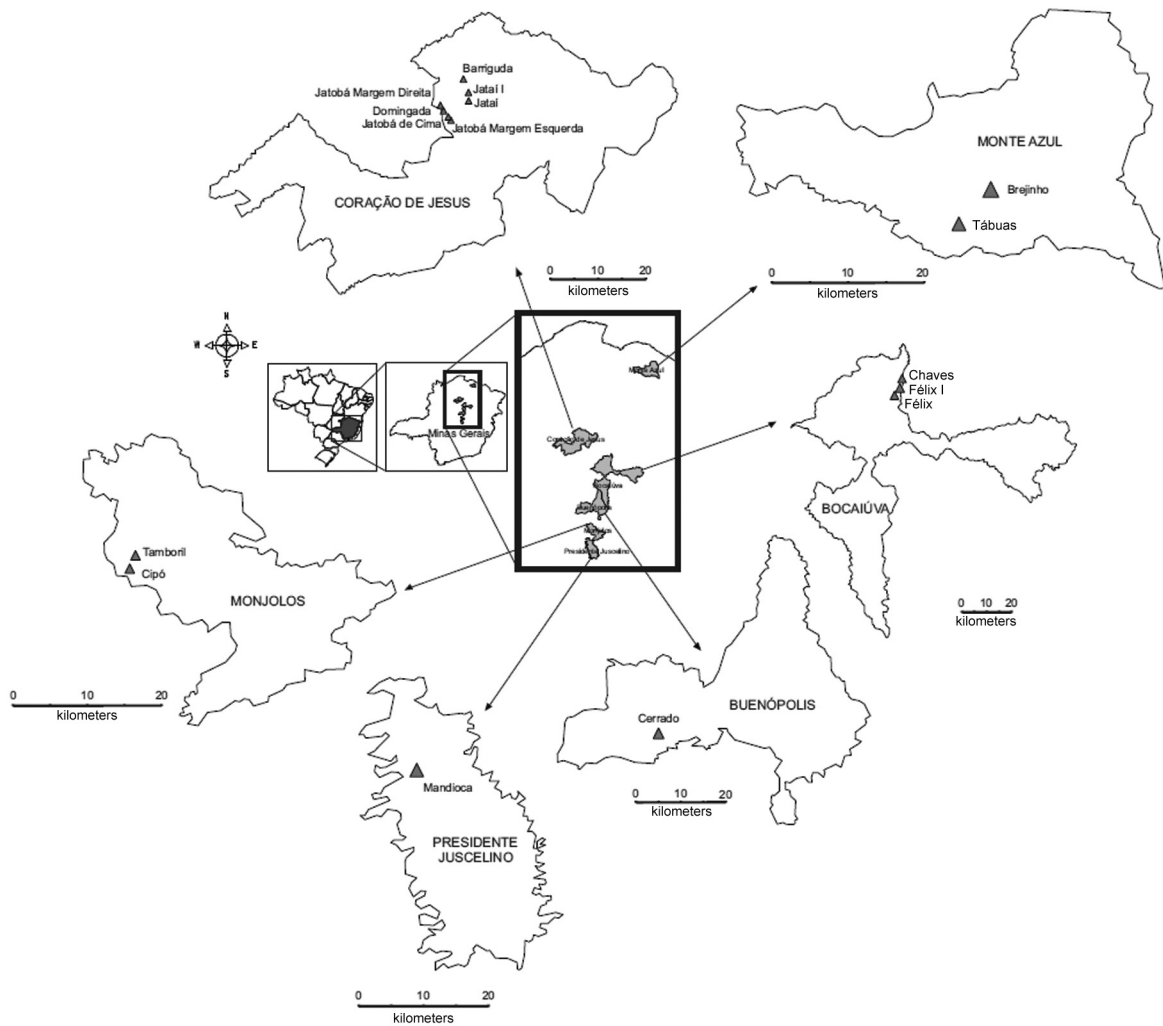 Barriguda
Jataí I
Jataí
Jatobá Margem Direita
Domingada
Jatobá de Cima
Jatobá Margem Esquerda
CORAÇÃO DE JESUS
0 10 20
kilometers
MONTE AZUL
Brejinho
Tábuas
0 10 20
kilometers
N
W E
S
Minas Gerais
Monte Azul
Coração de Jesus
Bocaiúva
Buenópolis
Monjolos
Presidente Juscelino
Chaves
Félix I
Félix
BOCAIÚVA
0 10 20
kilometers
Tamboril
Cipó
MONJOLOS
0 10 20
kilometers
BUENÓPOLIS
Cerrado
0 10 20
kilometers
Mandioca
PRESIDENTE
JUSCELINO
0 10 20
kilometers